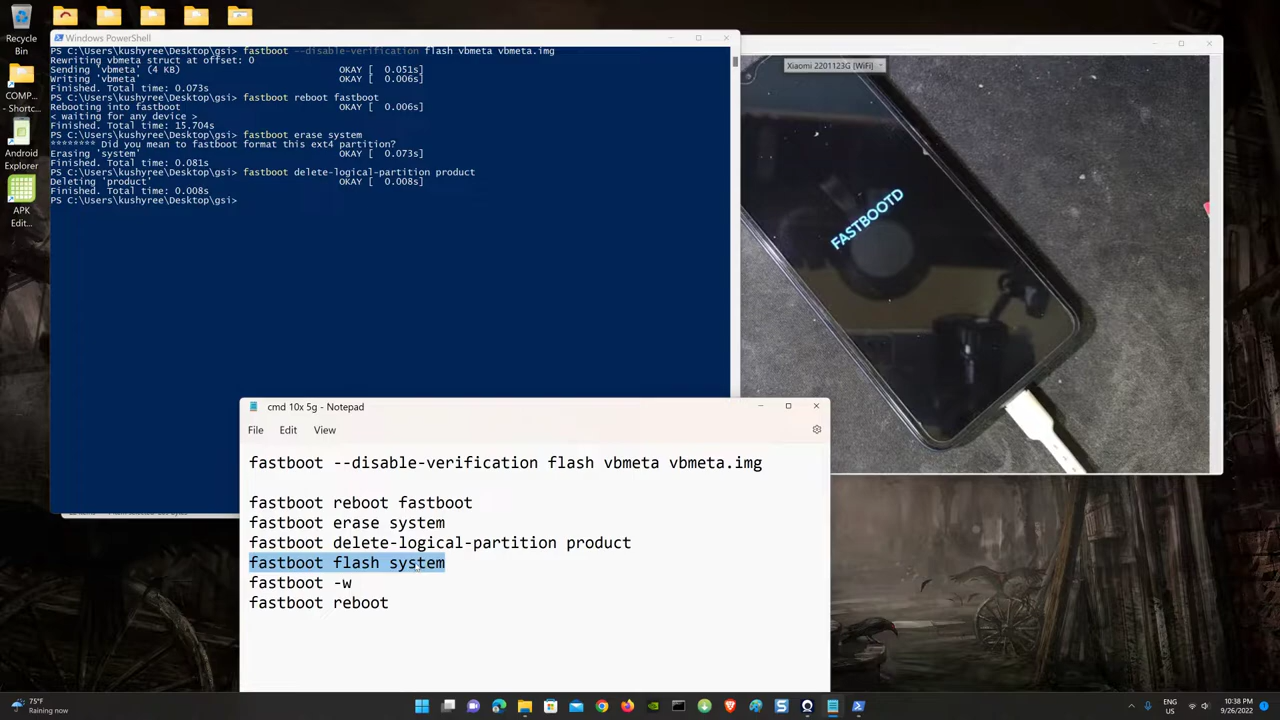 Recycle
Bin
COMP...
- Shortc...
Android
Explorer
APK
Edit...
Windows PowerShell
PS C:\Users\kushyree\Desktop\gsi> fastboot --disable-verification flash vbmeta vbmeta.img
Rewriting vbmeta struct at offset: 0
Sending 'vbmeta' (4 KB) OKAY [ 0.051s]
Writing 'vbmeta' OKAY [ 0.006s]
Finished. Total time: 0.073s
PS C:\Users\kushyree\Desktop\gsi> fastboot reboot fastboot
Rebooting into fastboot OKAY [ 0.006s]
< waiting for any device >
Finished. Total time: 15.704s
PS C:\Users\kushyree\Desktop\gsi> fastboot erase system
******** Did you mean to fastboot format this ext4 partition?
Erasing 'system' OKAY [ 0.073s]
Finished. Total time: 0.081s
PS C:\Users\kushyree\Desktop\gsi> fastboot delete-logical-partition product
Deleting 'product' OKAY [ 0.008s]
Finished. Total time: 0.008s
PS C:\Users\kushyree\Desktop\gsi>
Xiaomi 2201123G [WiFi]
FASTBOOTD
cmd 10x 5g - Notepad
File Edit View
fastboot --disable-verification flash vbmeta vbmeta.img
fastboot reboot fastboot
fastboot erase system
fastboot delete-logical-partition product
fastboot flash system
fastboot -w
fastboot reboot
75°F
Raining now
ENG
US
10:38 PM
9/26/2022